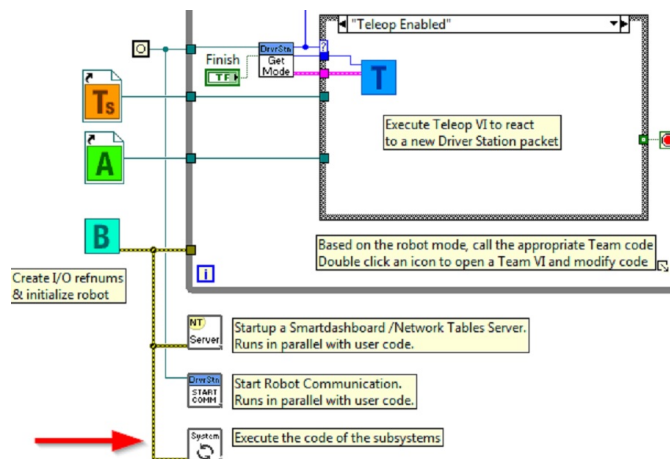 "Teleop Enabled"
Finish
TF
DrvrStn
Get
Mode
?
T
Ts
Execute Teleop VI to react
to a new Driver Station packet
A
B
Based on the robot mode, call the appropriate Team code
Double click an icon to open a Team VI and modify code
i
Create I/O refnums
& initialize robot
NT
Server
Startup a Smartdashboard /Network Tables Server.
Runs in parallel with user code.
DrvrStn
START
COMM
Start Robot Communication.
Runs in parallel with user code.
System
Execute the code of the subsystems